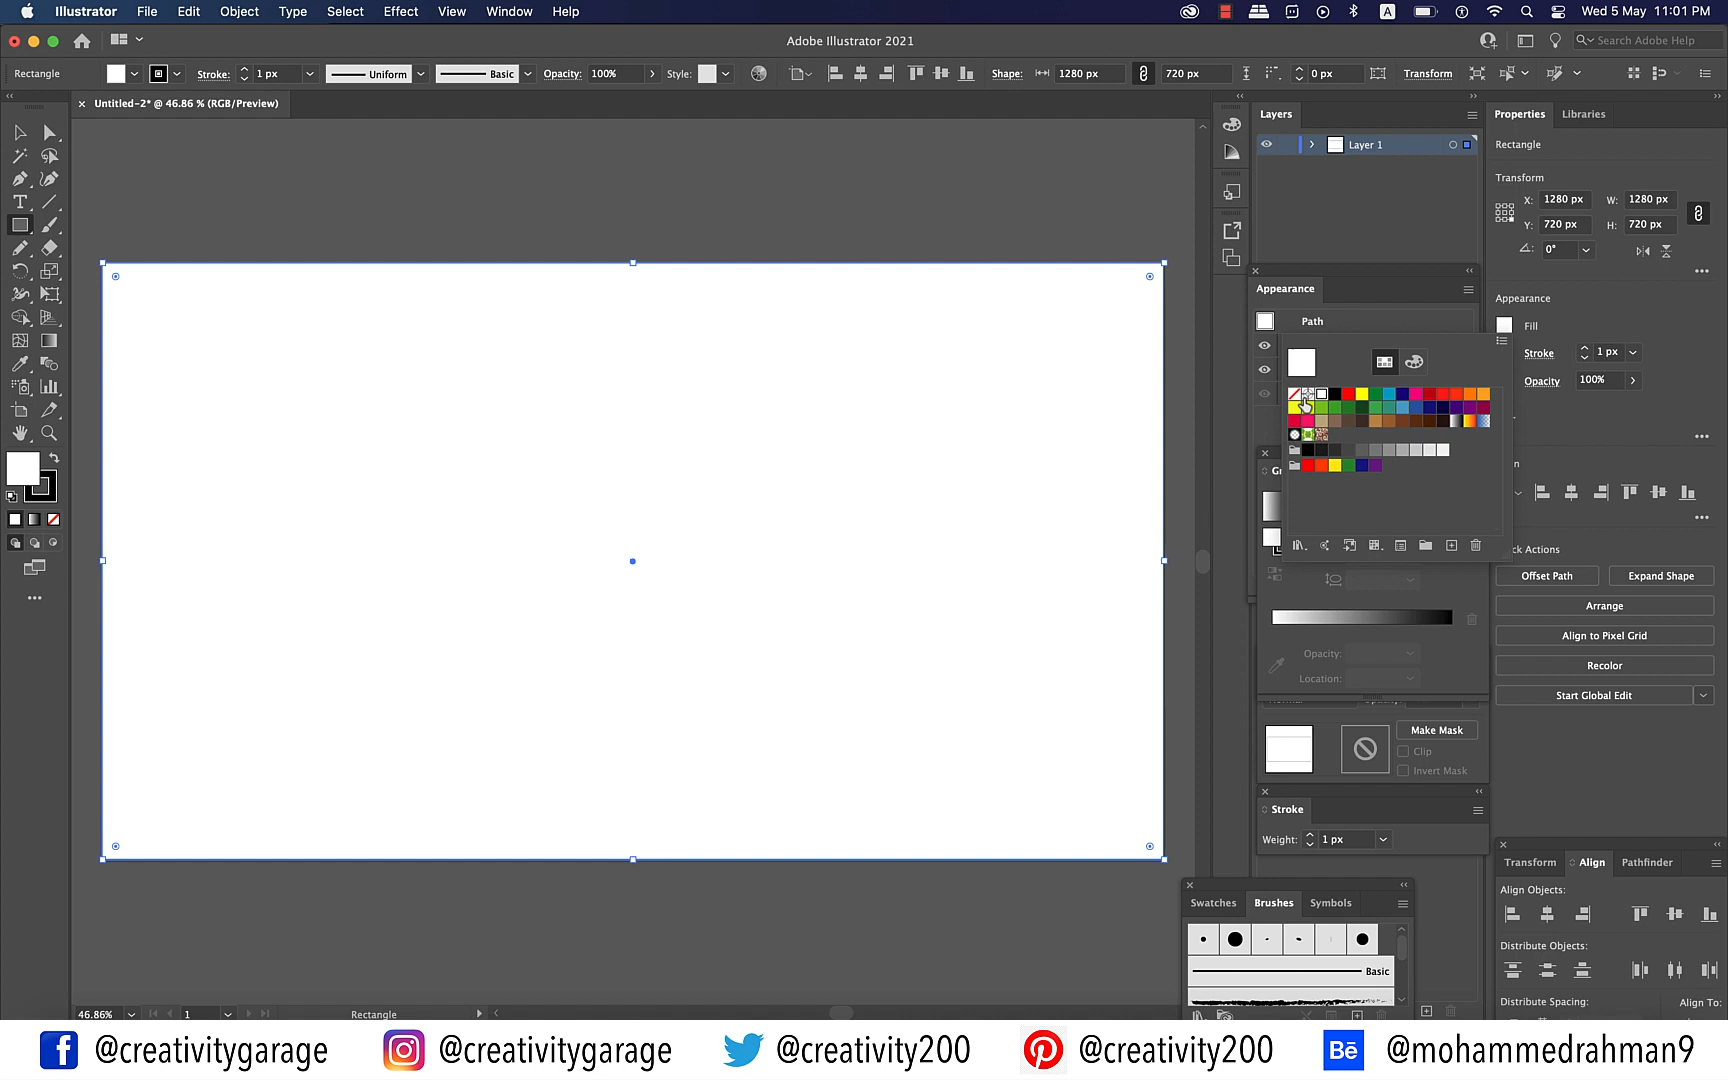 Illustrator File Edit Object Type Select Effect View Window Help
Wed 5 May 11:01 PM
Adobe Illustrator 2021
Search Adobe Help
Rectangle
Stroke: 1 px
Uniform
Basic
Opacity: 100%
Style:
Shape: 1280 px 720 px
0 px
Transform
Untitled-2* @ 46.86 % (RGB/Preview)
Layers
Layer 1
Properties Libraries
Rectangle
Transform
X: 1280 px W: 1280 px
Y: 720 px H: 720 px
0°
Appearance
Path
Appearance
Fill
Stroke 1 px
Opacity 100%
Gr
n
ck Actions
Offset Path Expand Shape
Arrange
Align to Pixel Grid
Recolor
Start Global Edit
Opacity:
Location:
Make Mask
Clip
Invert Mask
Stroke
Weight: 1 px
Swatches Brushes Symbols
Basic
Transform Align Pathfinder
Align Objects:
Distribute Objects:
Distribute Spacing: Align To:
46.86% 1 Rectangle
@creativitygarage @creativitygarage @creativity200 @creativity200 Bē @mohammedrahman9